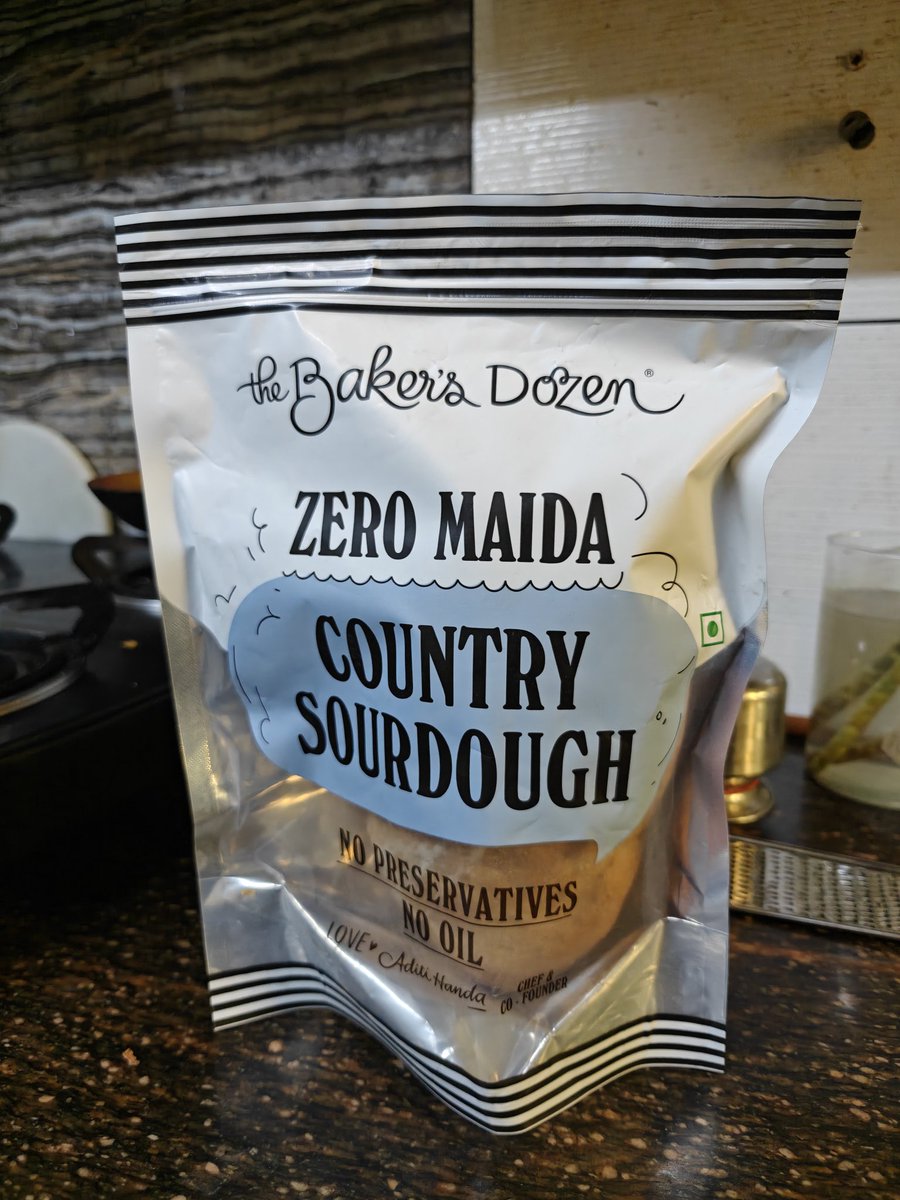 the Baker's Dozen®
ZERO MAIDA
COUNTRY
SOURDOUGH
NO PRESERVATIVES
NO OIL
LOVE ♥ Aditi Handa
CHEF &
CO - FOUNDER